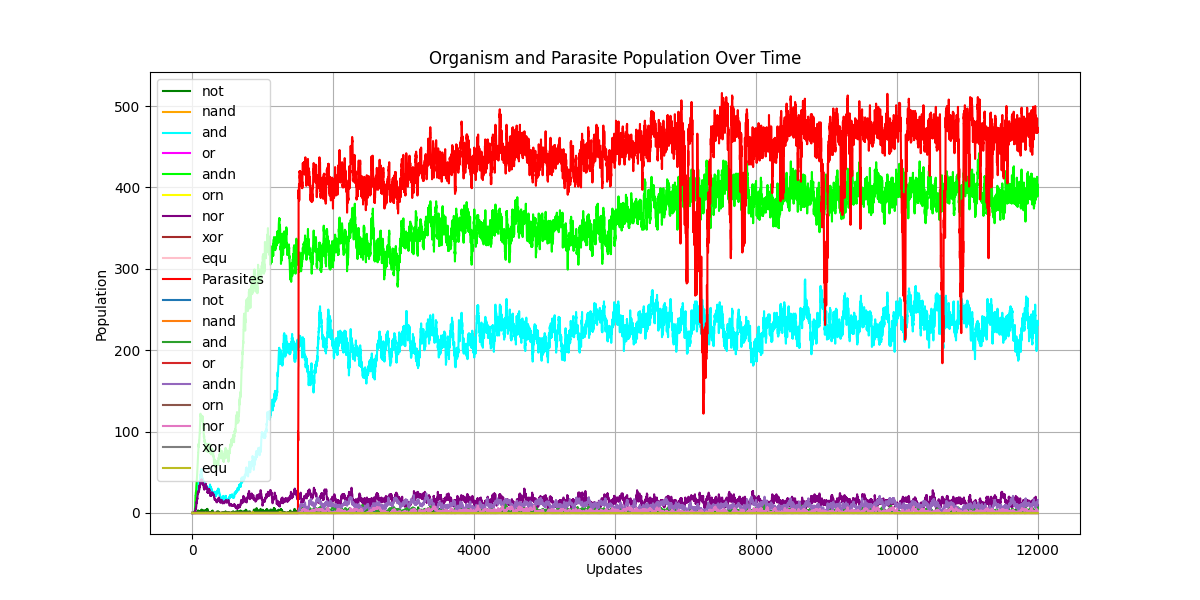 Organism and Parasite Population Over Time
not
nand
and
or
andn
orn
nor
xor
equ
Parasites
not
nand
and
or
andn
orn
nor
xor
equ
500
400
300
200
100
0
Population
0 2000 4000 6000 8000 10000 12000
Updates